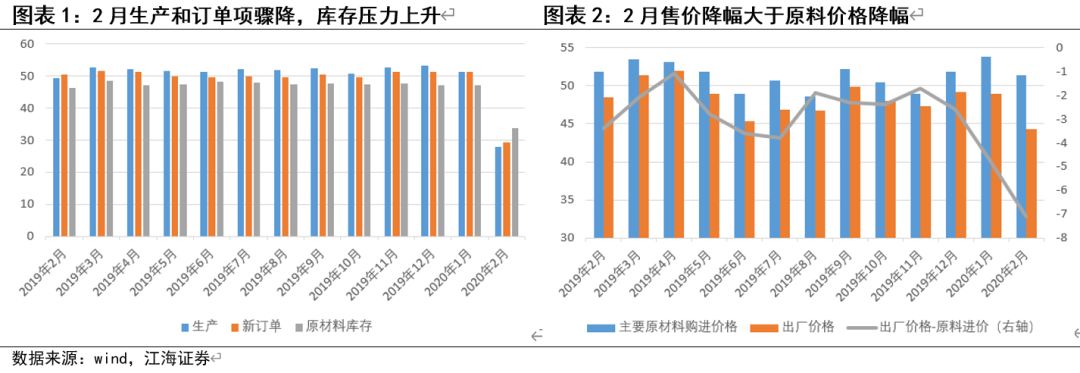 图表 1：2 月生产和订单项骤降，库存压力上升
60
50
40
30
20
10
0
2019年2月
2019年3月
2019年4月
2019年5月
2019年6月
2019年7月
2019年8月
2019年9月
2019年10月
2019年11月
2019年12月
2020年1月
2020年2月
生产 新订单 原材料库存
图表 2：2 月售价降幅大于原料价格降幅
55
50
45
40
35
30
0
-1
-2
-3
-4
-5
-6
-7
-8
2019年2月
2019年3月
2019年4月
2019年5月
2019年6月
2019年7月
2019年8月
2019年9月
2019年10月
2019年11月
2019年12月
2020年1月
2020年2月
主要原材料购进价格 出厂价格 出厂价格-原料进价（右轴）
数据来源：wind，江海证券